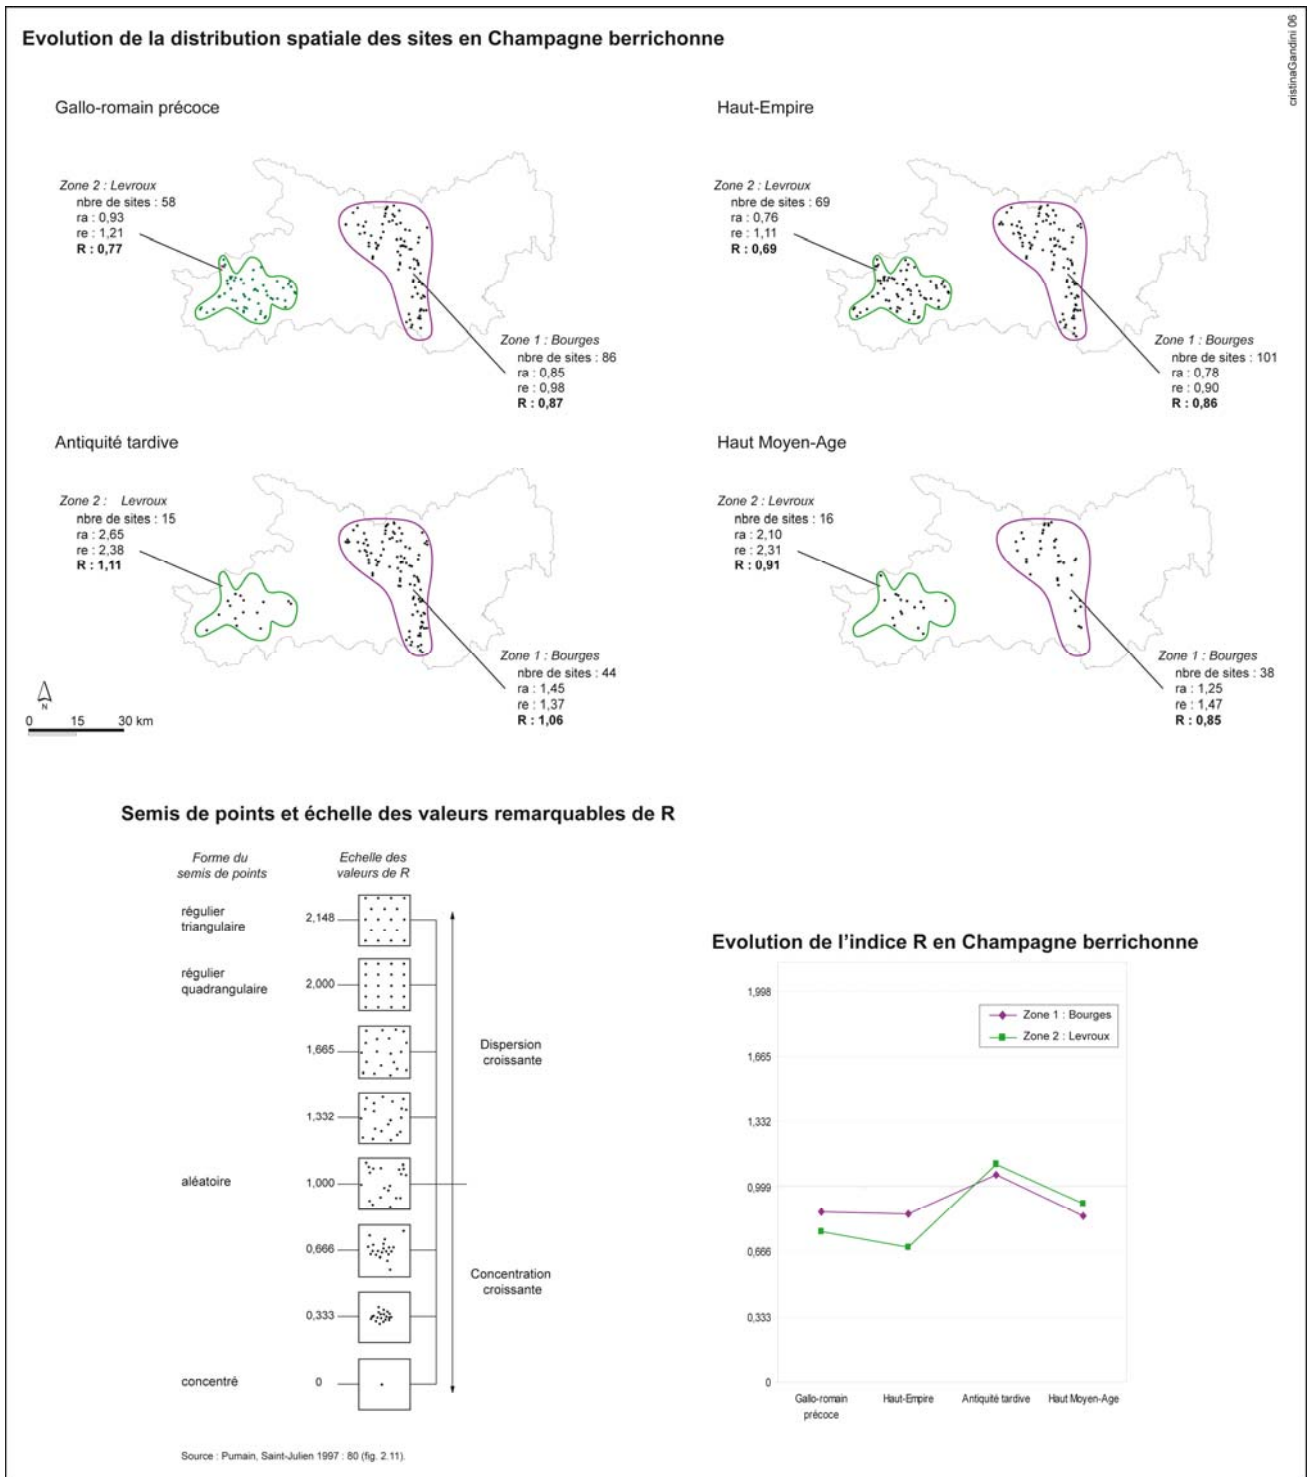 Evolution de la distribution spatiale des sites en Champagne berrichonne
cristinaGandini 06
Gallo-romain précoce
Zone 2 : Levroux
nbre de sites : 58
ra : 0,93
re : 1,21
R : 0,77
Zone 1 : Bourges
nbre de sites : 86
ra : 0,85
re : 0,98
R : 0,87
Haut-Empire
Zone 2 : Levroux
nbre de sites : 69
ra : 0,76
re : 1,11
R : 0,69
Zone 1 : Bourges
nbre de sites : 101
ra : 0,78
re : 0,90
R : 0,86
Antiquité tardive
Zone 2 : Levroux
nbre de sites : 15
ra : 2,65
re : 2,38
R : 1,11
Zone 1 : Bourges
nbre de sites : 44
ra : 1,45
re : 1,37
R : 1,06
Haut Moyen-Age
Zone 2 : Levroux
nbre de sites : 16
ra : 2,10
re : 2,31
R : 0,91
Zone 1 : Bourges
nbre de sites : 38
ra : 1,25
re : 1,47
R : 0,85
N
0 15 30 km
Semis de points et échelle des valeurs remarquables de R
Forme du
semis de points
Echelle des
valeurs de R
régulier
triangulaire
2,148
régulier
quadrangulaire
2,000
1,665
Dispersion
croissante
1,332
aléatoire
1,000
0,666
Concentration
croissante
0,333
concentré
0
Source : Pumain, Saint-Julien 1997 : 80 (fig. 2.11).
Evolution de l'indice R en Champagne berrichonne
Zone 1 : Bourges
Zone 2 : Levroux
1,998
1,665
1,332
0,999
0,666
0,333
0
Gallo-romain
précoce
Haut-Empire
Antiquité tardive
Haut Moyen-Age